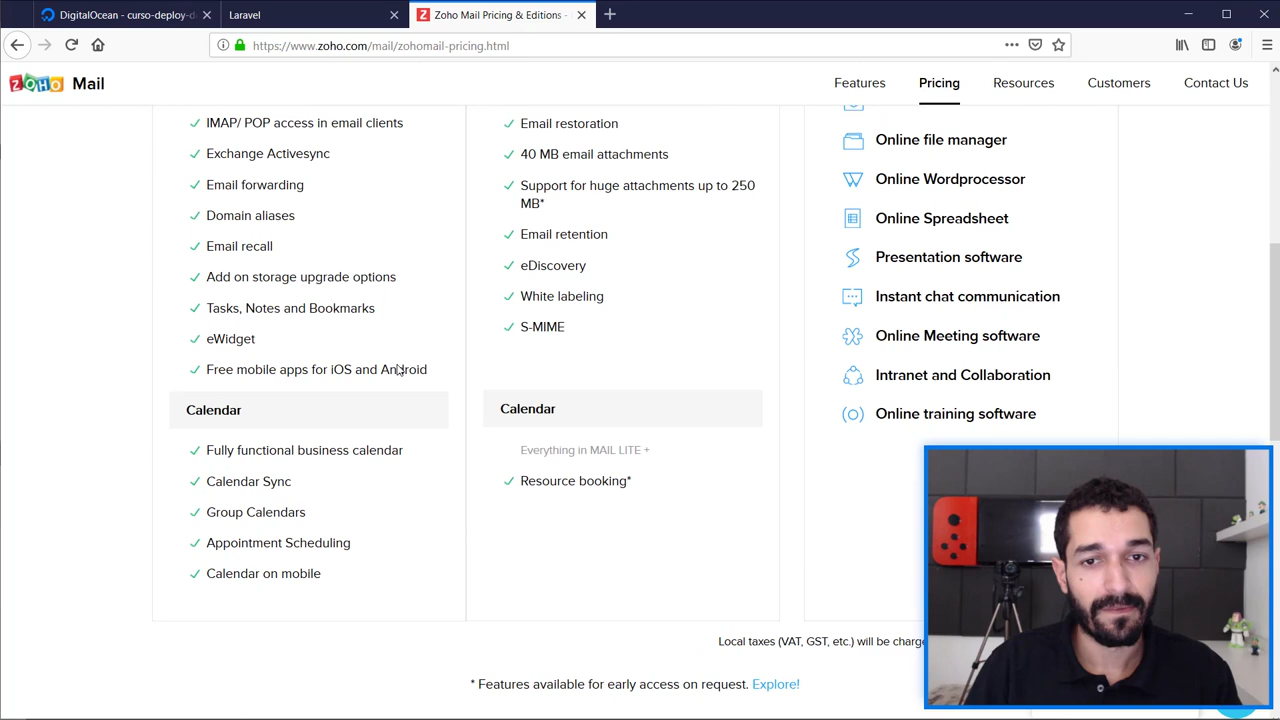 DigitalOcean - curso-deploy-d
Laravel
Zoho Mail Pricing & Editions -
https://www.zoho.com/mail/zohomail-pricing.html
ZOHO Mail
Features
Pricing
Resources
Customers
Contact Us
IMAP/ POP access in email clients
Exchange Activesync
Email forwarding
Domain aliases
Email recall
Add on storage upgrade options
Tasks, Notes and Bookmarks
eWidget
Free mobile apps for iOS and Android
Calendar
Fully functional business calendar
Calendar Sync
Group Calendars
Appointment Scheduling
Calendar on mobile
Email restoration
40 MB email attachments
Support for huge attachments up to 250
MB*
Email retention
eDiscovery
White labeling
S-MIME
Calendar
Everything in MAIL LITE +
Resource booking*
Online file manager
Online Wordprocessor
Online Spreadsheet
Presentation software
Instant chat communication
Online Meeting software
Intranet and Collaboration
Online training software
Local taxes (VAT, GST, etc.) will be
* Features available for early access on request. Explore!